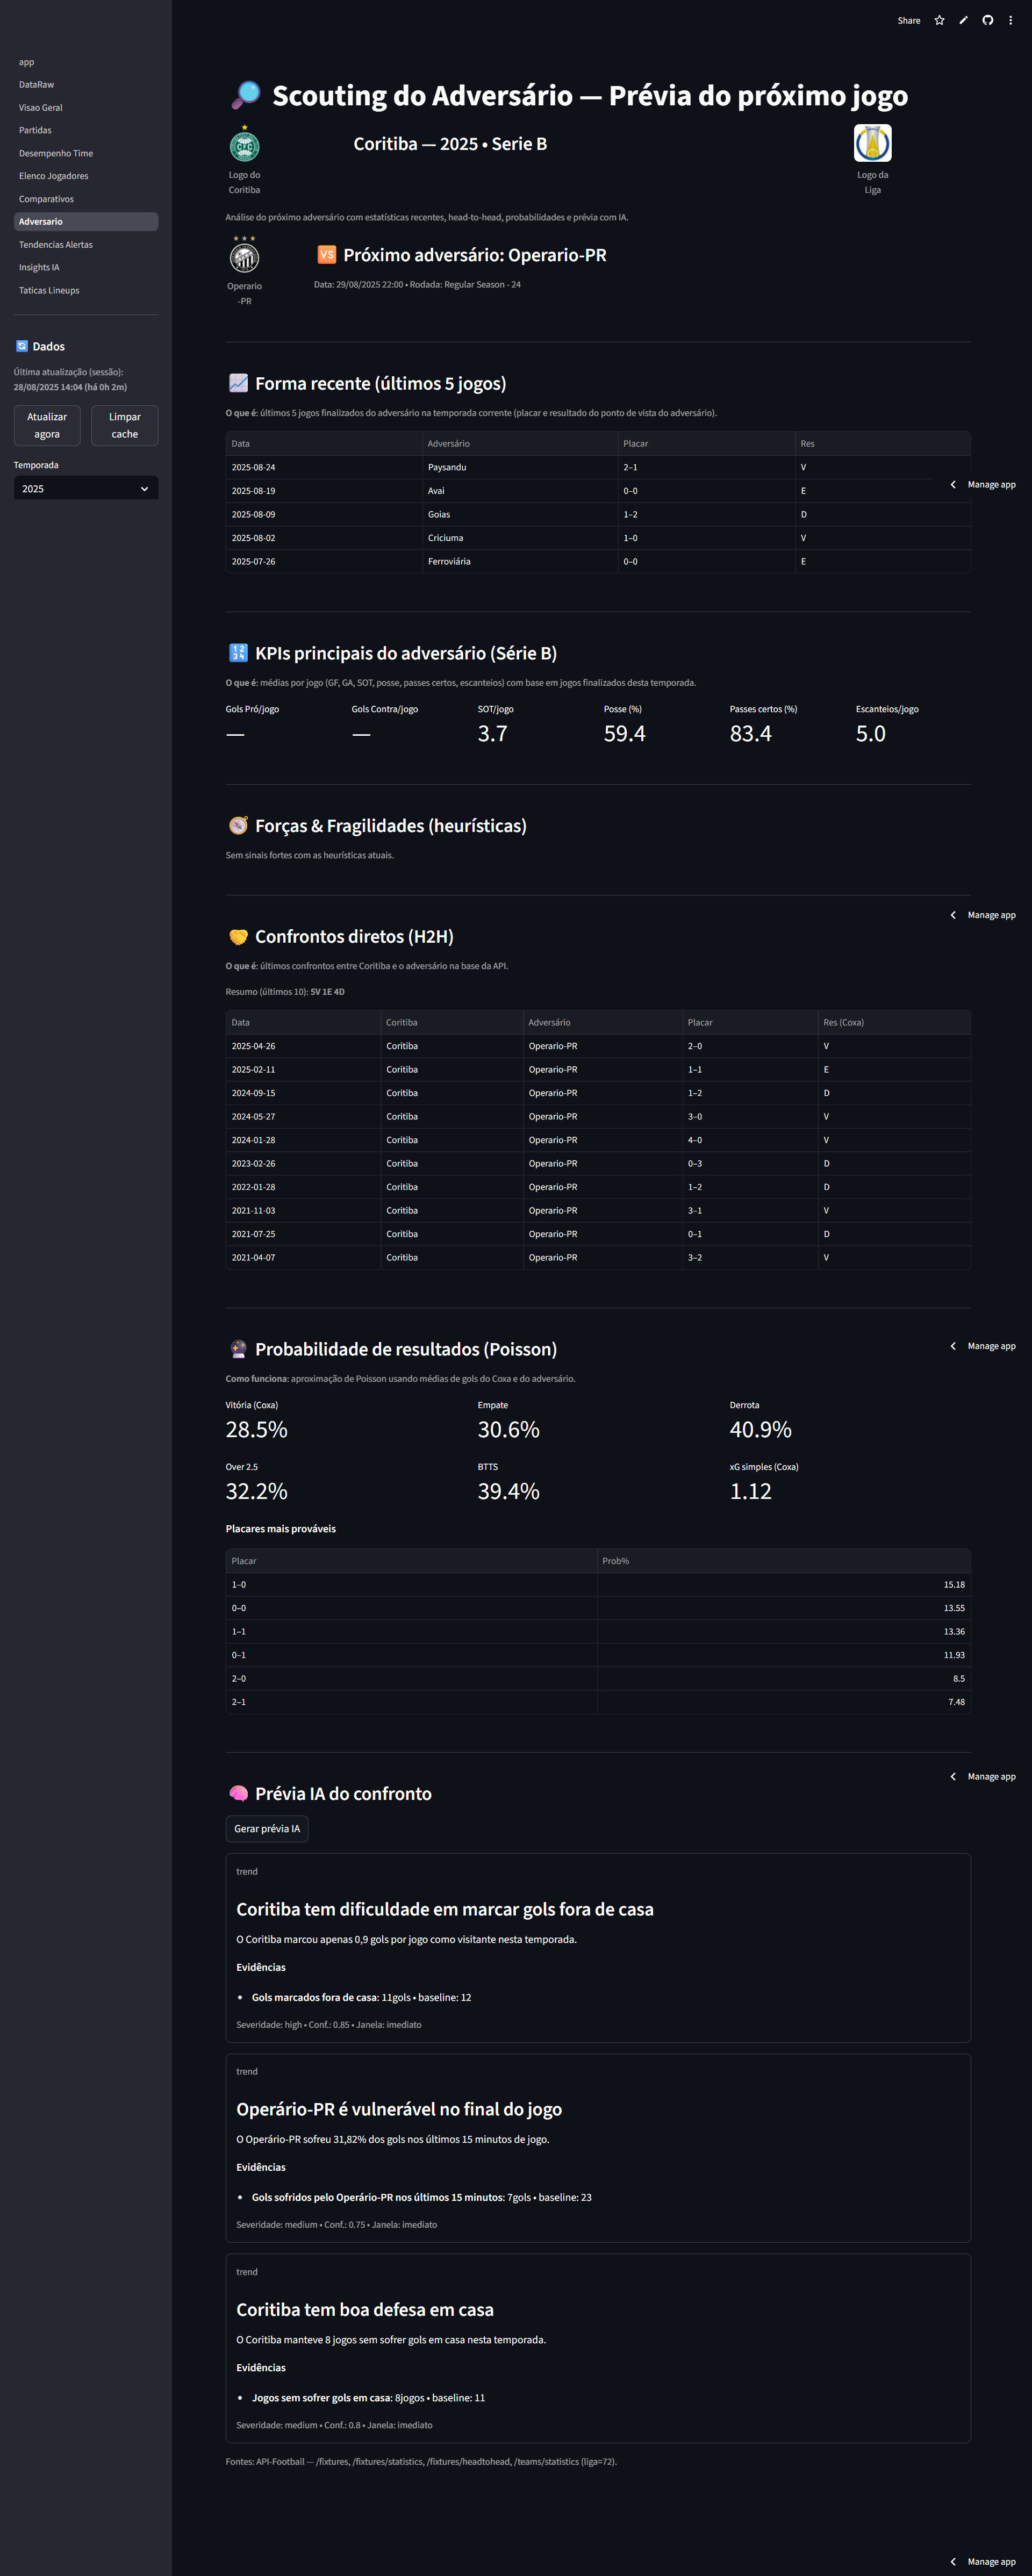 Share
app
DataRaw
Visao Geral
Partidas
Desempenho Time
Elenco Jogadores
Comparativos
Adversario
Tendencias Alertas
Insights IA
Taticas Lineups
Dados
Última atualização (sessão):
28/08/2025 14:04 (há 0h 2m)
Atualizar agora
Limpar cache
Temporada
2025
Scouting do Adversário — Prévia do próximo jogo
Logo do
Coritiba
Coritiba — 2025 • Serie B
Logo da
Liga
Análise do próximo adversário com estatísticas recentes, head-to-head, probabilidades e prévia com IA.
Operario
-PR
VS Próximo adversário: Operario-PR
Data: 29/08/2025 22:00 • Rodada: Regular Season - 24
Forma recente (últimos 5 jogos)
O que é: últimos 5 jogos finalizados do adversário na temporada corrente (placar e resultado do ponto de vista do adversário).
Data Adversário Placar Res
2025-08-24 Paysandu 2–1 V
2025-08-19 Avai 0–0 E
2025-08-09 Goias 1–2 D
2025-08-02 Criciuma 1–0 V
2025-07-26 Ferroviária 0–0 E
Manage app
1234 KPIs principais do adversário (Série B)
O que é: médias por jogo (GF, GA, SOT, posse, passes certos, escanteios) com base em jogos finalizados desta temporada.
Gols Pró/jogo Gols Contra/jogo SOT/jogo Posse (%) Passes certos (%) Escanteios/jogo
— — 3.7 59.4 83.4 5.0
Forças & Fragilidades (heurísticas)
Sem sinais fortes com as heurísticas atuais.
Manage app
Confrontos diretos (H2H)
O que é: últimos confrontos entre Coritiba e o adversário na base da API.
Resumo (últimos 10): 5V 1E 4D
Data Coritiba Adversário Placar Res (Coxa)
2025-04-26 Coritiba Operario-PR 2–0 V
2025-02-11 Coritiba Operario-PR 1–1 E
2024-09-15 Coritiba Operario-PR 1–2 D
2024-05-27 Coritiba Operario-PR 3–0 V
2024-01-28 Coritiba Operario-PR 4–0 V
2023-02-26 Coritiba Operario-PR 0–3 D
2022-01-28 Coritiba Operario-PR 1–2 D
2021-11-03 Coritiba Operario-PR 3–1 V
2021-07-25 Coritiba Operario-PR 0–1 D
2021-04-07 Coritiba Operario-PR 3–2 V
Probabilidade de resultados (Poisson)
Manage app
Como funciona: aproximação de Poisson usando médias de gols do Coxa e do adversário.
Vitória (Coxa) Empate Derrota
28.5% 30.6% 40.9%
Over 2.5 BTTS xG simples (Coxa)
32.2% 39.4% 1.12
Placares mais prováveis
Placar Prob%
1–0 15.18
0–0 13.55
1–1 13.36
0–1 11.93
2–0 8.5
2–1 7.48
Manage app
Prévia IA do confronto
Gerar prévia IA
trend
Coritiba tem dificuldade em marcar gols fora de casa
O Coritiba marcou apenas 0,9 gols por jogo como visitante nesta temporada.
Evidências
• Gols marcados fora de casa: 11gols • baseline: 12
Severidade: high • Conf.: 0.85 • Janela: imediato
trend
Operário-PR é vulnerável no final do jogo
O Operário-PR sofreu 31,82% dos gols nos últimos 15 minutos de jogo.
Evidências
• Gols sofridos pelo Operário-PR nos últimos 15 minutos: 7gols • baseline: 23
Severidade: medium • Conf.: 0.75 • Janela: imediato
trend
Coritiba tem boa defesa em casa
O Coritiba manteve 8 jogos sem sofrer gols em casa nesta temporada.
Evidências
• Jogos sem sofrer gols em casa: 8jogos • baseline: 11
Severidade: medium • Conf.: 0.8 • Janela: imediato
Fontes: API-Football — /fixtures, /fixtures/statistics, /fixtures/headtohead, /teams/statistics (liga=72).
Manage app